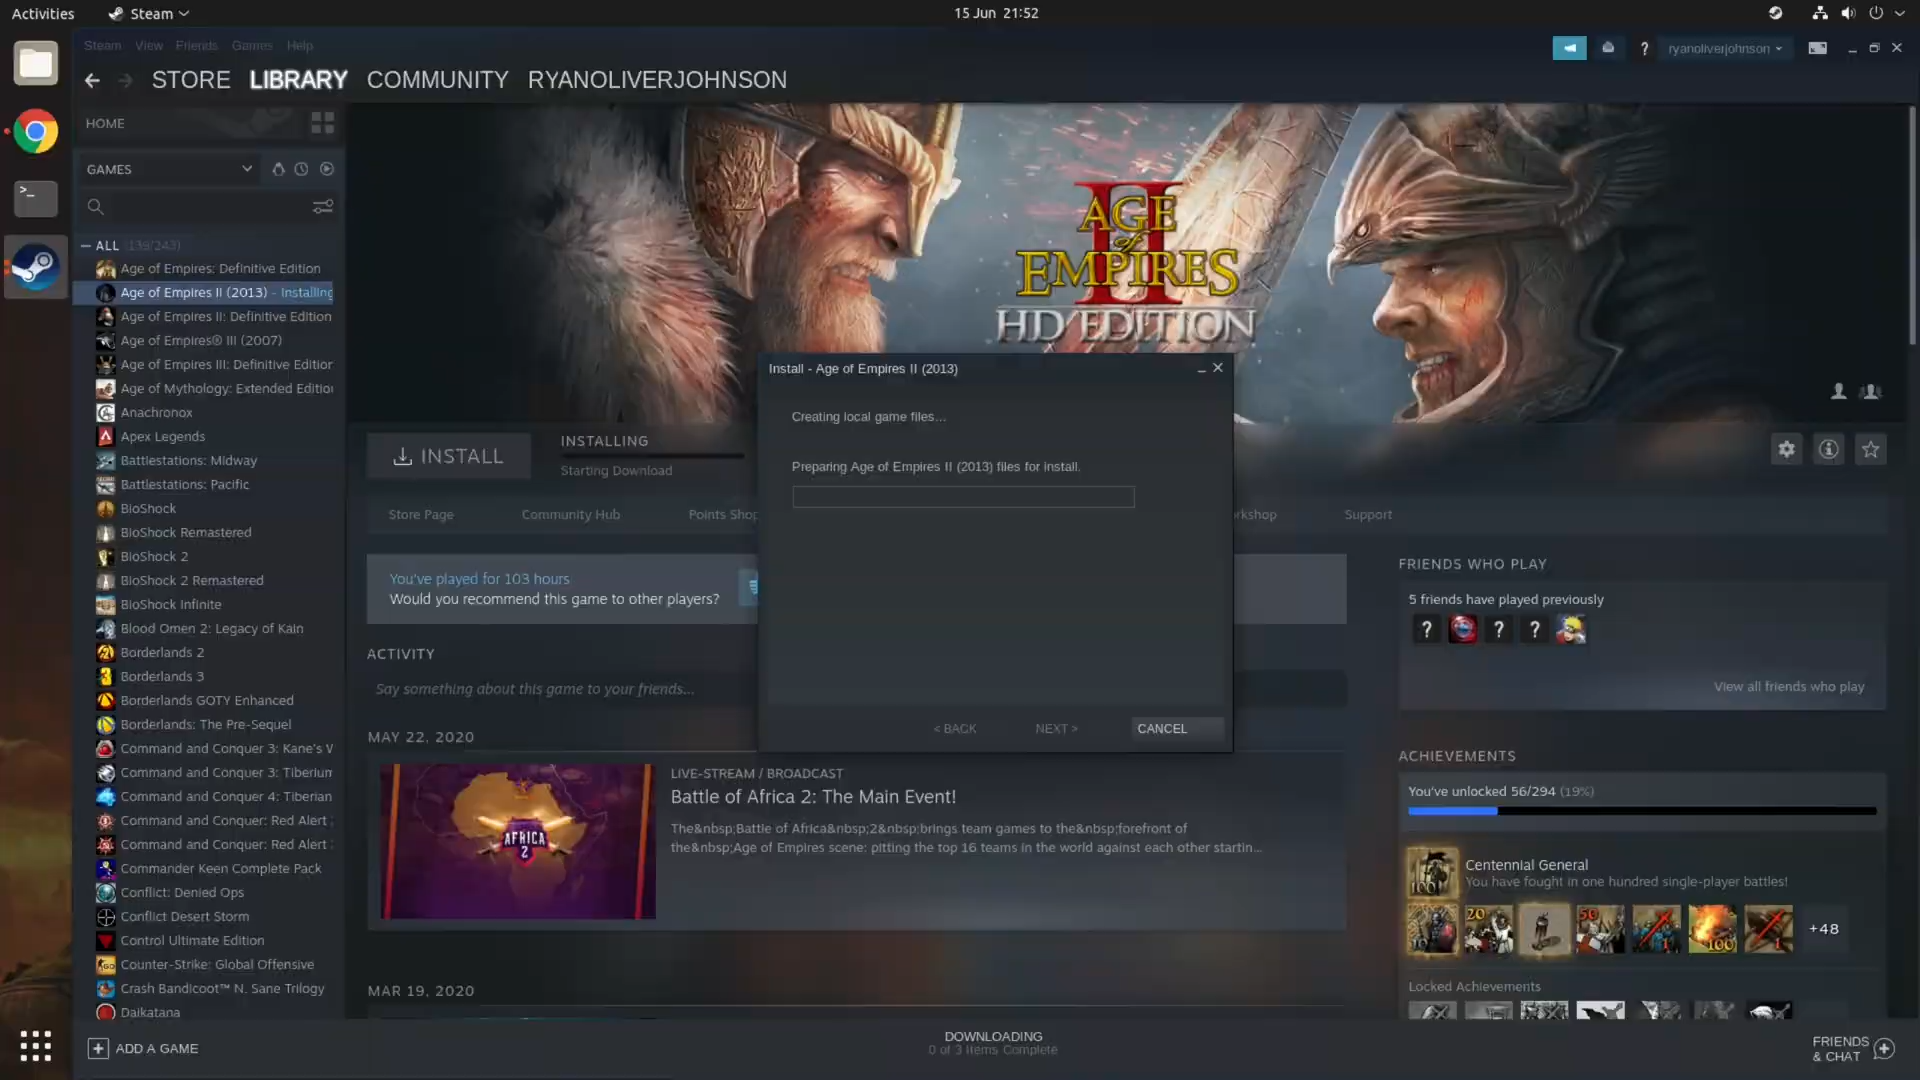 Activities
Steam
15 Jun 21:52
Steam View Friends Games Help
? ryanoliverjohnson
STORE LIBRARY COMMUNITY RYANOLIVERJOHNSON
HOME
GAMES
ALL (139/243)
Age of Empires: Definitive Edition
Age of Empires II (2013) - Installing
Age of Empires II: Definitive Edition
Age of Empires® III (2007)
Age of Empires III: Definitive Edition
Age of Mythology: Extended Edition
Anachronox
Apex Legends
Battlestations: Midway
Battlestations: Pacific
BioShock
BioShock Remastered
BioShock 2
BioShock 2 Remastered
BioShock Infinite
Blood Omen 2: Legacy of Kain
Borderlands 2
Borderlands 3
Borderlands GOTY Enhanced
Borderlands: The Pre-Sequel
Command and Conquer 3: Kane's W
Command and Conquer 3: Tiberium
Command and Conquer 4: Tiberian
Command and Conquer: Red Alert
Command and Conquer: Red Alert
Commander Keen Complete Pack
Conflict: Denied Ops
Conflict Desert Storm
Control Ultimate Edition
Counter-Strike: Global Offensive
Crash Bandicoot™ N. Sane Trilogy
Daikatana
ADD A GAME
II
AGE
of
EMPIRES
HD EDITION
INSTALL
INSTALLING
Starting Download
Store Page Community Hub Points Shop rkshop Support
Install - Age of Empires II (2013)
Creating local game files...
Preparing Age of Empires II (2013) files for install.
< BACK NEXT > CANCEL
You've played for 103 hours
Would you recommend this game to other players?
ACTIVITY
Say something about this game to your friends...
MAY 22, 2020
AFRICA
2
LIVE-STREAM / BROADCAST
Battle of Africa 2: The Main Event!
The&nbsp;Battle of Africa&nbsp;2&nbsp;brings team games to the&nbsp;forefront of
the&nbsp;Age of Empires scene: pitting the top 16 teams in the world against each other startin...
MAR 19, 2020
FRIENDS WHO PLAY
5 friends have played previously
? ? ?
View all friends who play
ACHIEVEMENTS
You've unlocked 56/294 (19%)
100
Centennial General
You have fought in one hundred single-player battles!
10 20 50 1 100 1 +48
Locked Achievements
DOWNLOADING
0 of 3 Items Complete
FRIENDS
& CHAT